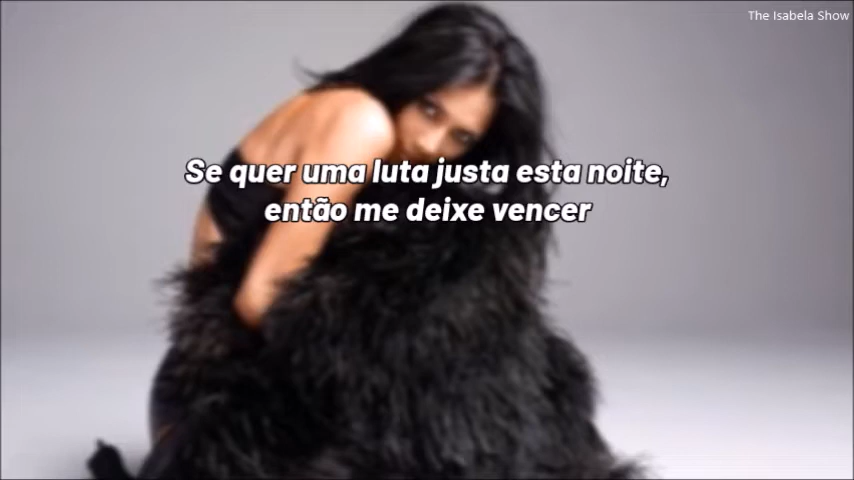 The Isabela Show
Se quer uma luta justa esta noite,
então me deixe vencer